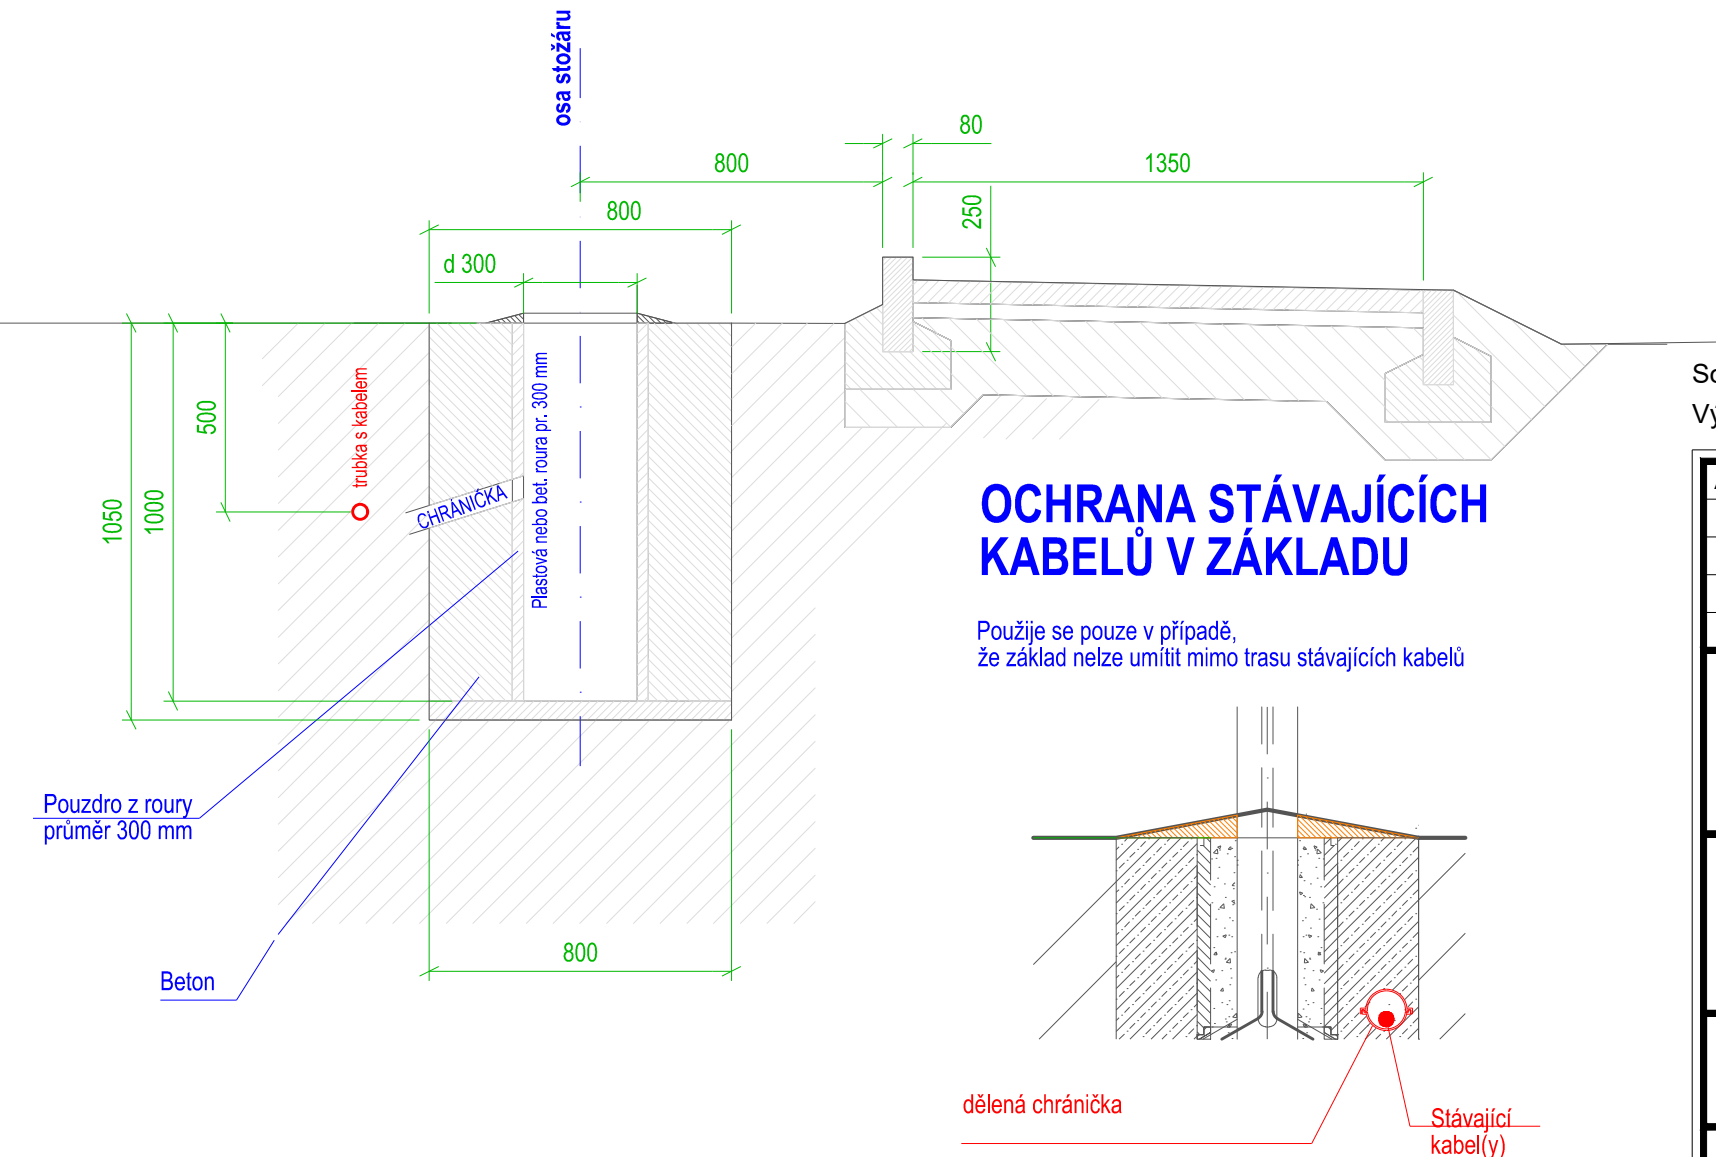 osa stožáru
80
800
1350
250
800
d 300
500
1050
1000
trubka s kabelem
CHRÁNIČKA
Plastová nebo bet. roura pr. 300 mm
Pouzdro z roury
průměr 300 mm
Beton
800
OCHRANA STÁVAJÍCÍCH
KABELŮ V ZÁKLADU
Použije se pouze v případě,
že základ nelze umítit mimo trasu stávajících kabelů
dělená chránička
Stávající
kabel(y)